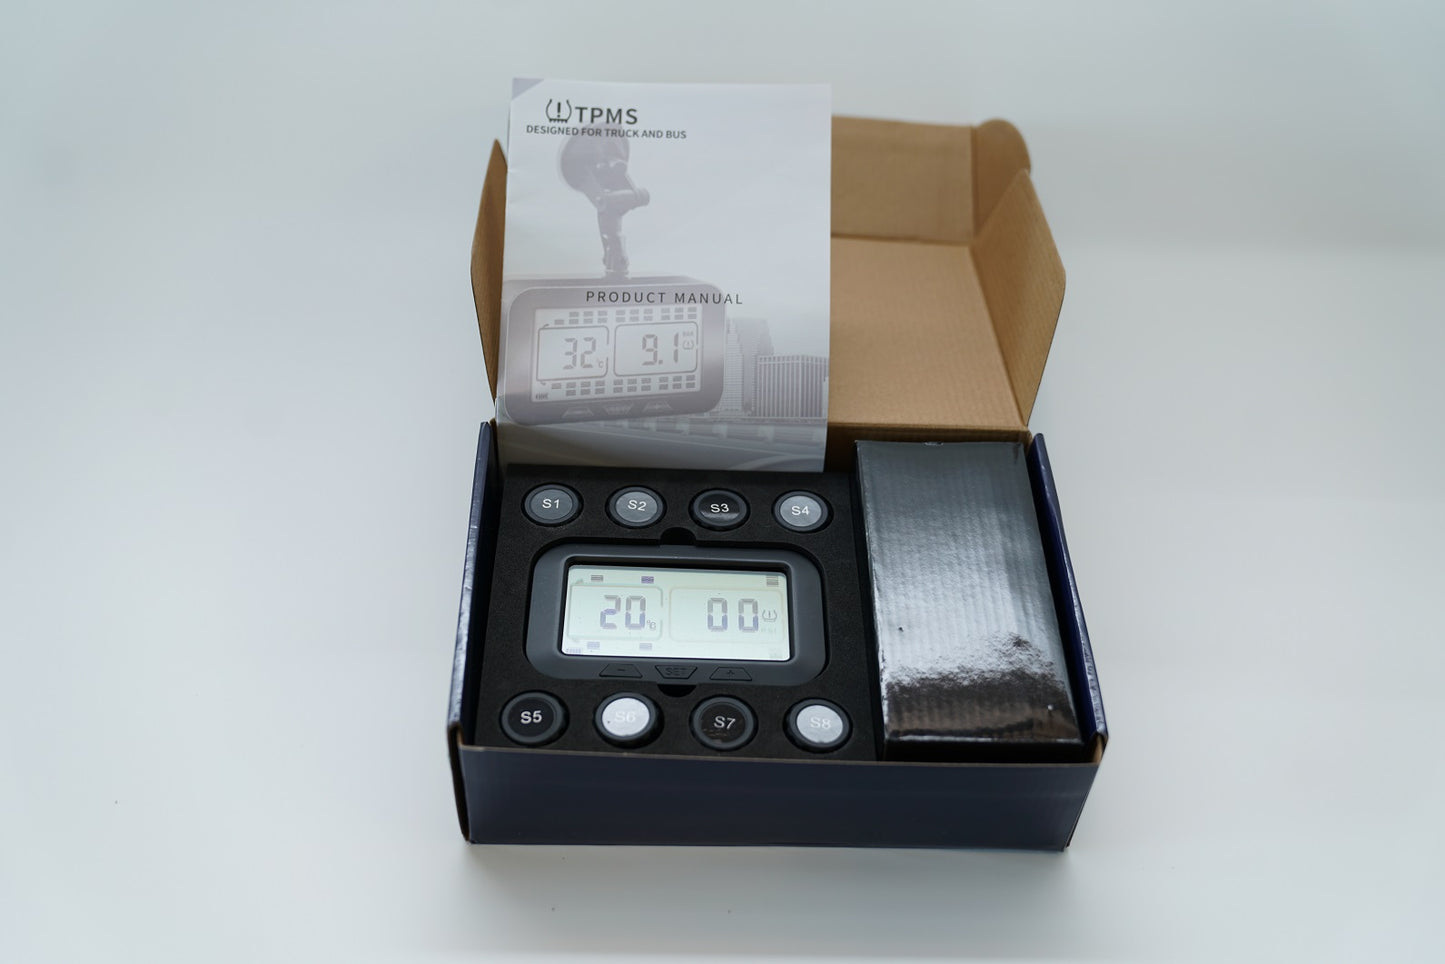 TPMS
DESIGNED FOR TRUCK AND BUS
PRODUCT MANUAL
32 °C 9.1
S1 S2 S3 S4
20 °C 00
- SET +
S5 S6 S7 S8